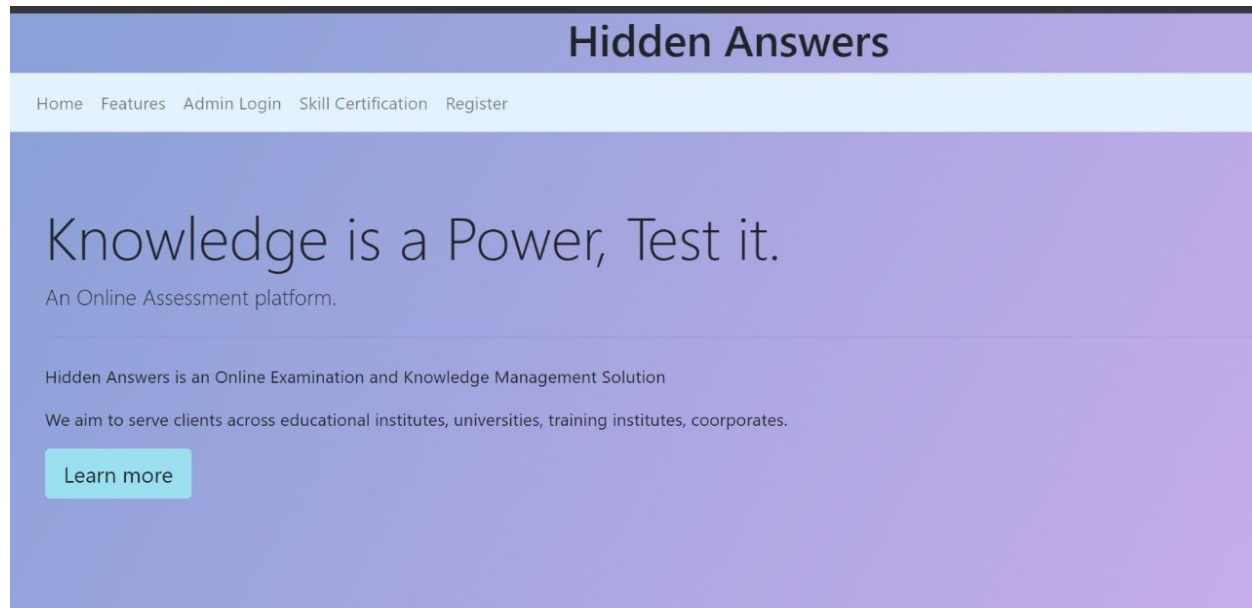 Hidden Answers
Home Features Admin Login Skill Certification Register
Knowledge is a Power, Test it.
An Online Assessment platform.
Hidden Answers is an Online Examination and Knowledge Management Solution
We aim to serve clients across educational institutes, universities, training institutes, coorporates.
Learn more